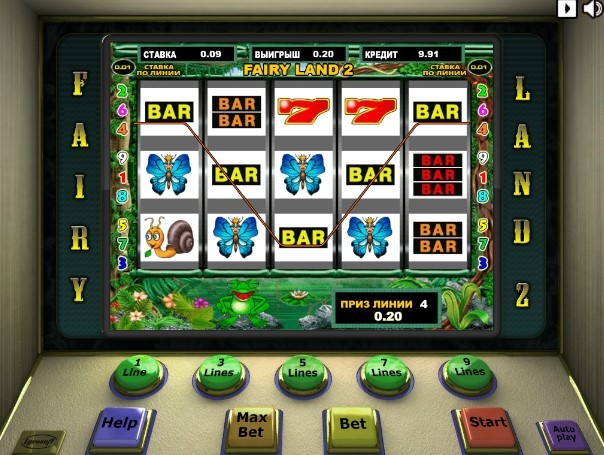 СТАВКА 0.09 ВЫИГРЫШ 0.20 КРЕДИТ 9.91
0.01 СТАВКА ПО ЛИНИИ FAIRY LAND 2 СТАВКА ПО ЛИНИИ 0.01
FAIRY
LAND 2
2 2
6 6
4 4
9 9
1 1
8 8
5 5
7 7
3 3
BAR BAR BAR 7 7 BAR
BAR BAR BAR BAR BAR
BAR BAR BAR
ПРИЗ ЛИНИИ 4
0.20
1 Line
3 Lines
5 Lines
7 Lines
9 Lines
Help
Max Bet
Bet
Start
Auto play
Igrosoft